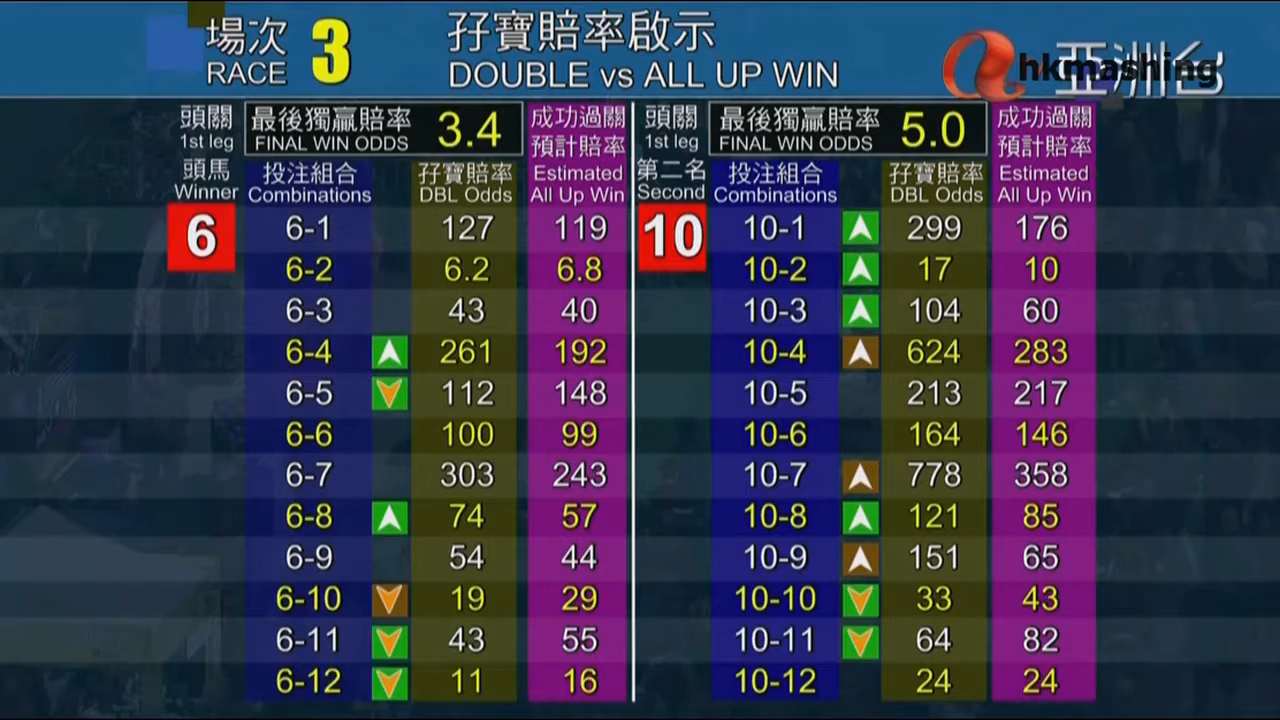 場次 3 孖寶賠率啟示
RACE DOUBLE vs ALL UP WIN
亞洲台
hkmashing
頭關 最後獨贏賠率 3.4 成功過關
1st leg FINAL WIN ODDS 預計賠率
頭馬 投注組合 孖寶賠率 Estimated
Winner Combinations DBL Odds All Up Win
6 6-1 127 119
6-2 6.2 6.8
6-3 43 40
6-4 261 192
6-5 112 148
6-6 100 99
6-7 303 243
6-8 74 57
6-9 54 44
6-10 19 29
6-11 43 55
6-12 11 16
頭關 最後獨贏賠率 5.0 成功過關
1st leg FINAL WIN ODDS 預計賠率
第二名 投注組合 孖寶賠率 Estimated
Second Combinations DBL Odds All Up Win
10 10-1 299 176
10-2 17 10
10-3 104 60
10-4 624 283
10-5 213 217
10-6 164 146
10-7 778 358
10-8 121 85
10-9 151 65
10-10 33 43
10-11 64 82
10-12 24 24